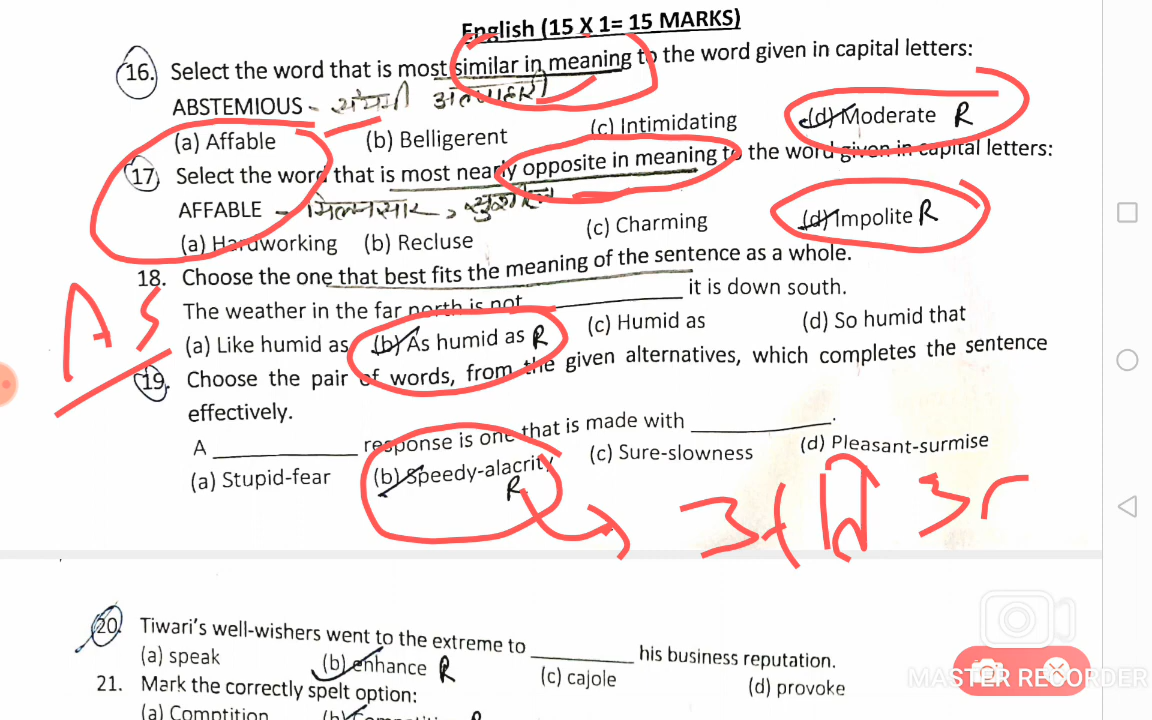 English (15 X 1= 15 MARKS)
16. Select the word that is most similar in meaning to the word given in capital letters:
ABSTEMIOUS - संयमी अल्पाहारी
(a) Affable (b) Belligerent (c) Intimidating (d) Moderate R
17. Select the word that is most nearly opposite in meaning to the word given in capital letters:
AFFABLE - मिलनसार, सुशील
(a) Hardworking (b) Recluse (c) Charming (d) Impolite R
18. Choose the one that best fits the meaning of the sentence as a whole.
The weather in the far north is not ____________ it is down south.
(a) Like humid as (b) As humid as R (c) Humid as (d) So humid that
AS
19. Choose the pair of words, from the given alternatives, which completes the sentence
effectively.
A ____________ response is one that is made with ____________.
(a) Stupid-fear (b) Speedy-alacrity R (c) Sure-slowness (d) Pleasant-surmise
20. Tiwari's well-wishers went to the extreme to _________ his business reputation.
(a) speak (b) enhance R (c) cajole (d) provoke
21. Mark the correctly spelt option:
(a) Comptition (b)
MASTER RECORDER